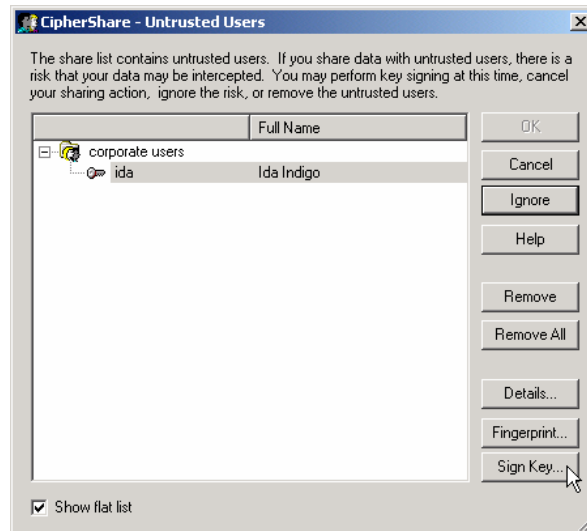 CipherShare - Untrusted Users
The share list contains untrusted users. If you share data with untrusted users, there is a
risk that your data may be intercepted. You may perform key signing at this time, cancel
your sharing action, ignore the risk, or remove the untrusted users.
Full Name
corporate users
ida Ida Indigo
OK
Cancel
Ignore
Help
Remove
Remove All
Details...
Fingerprint...
Sign Key...
Show flat list